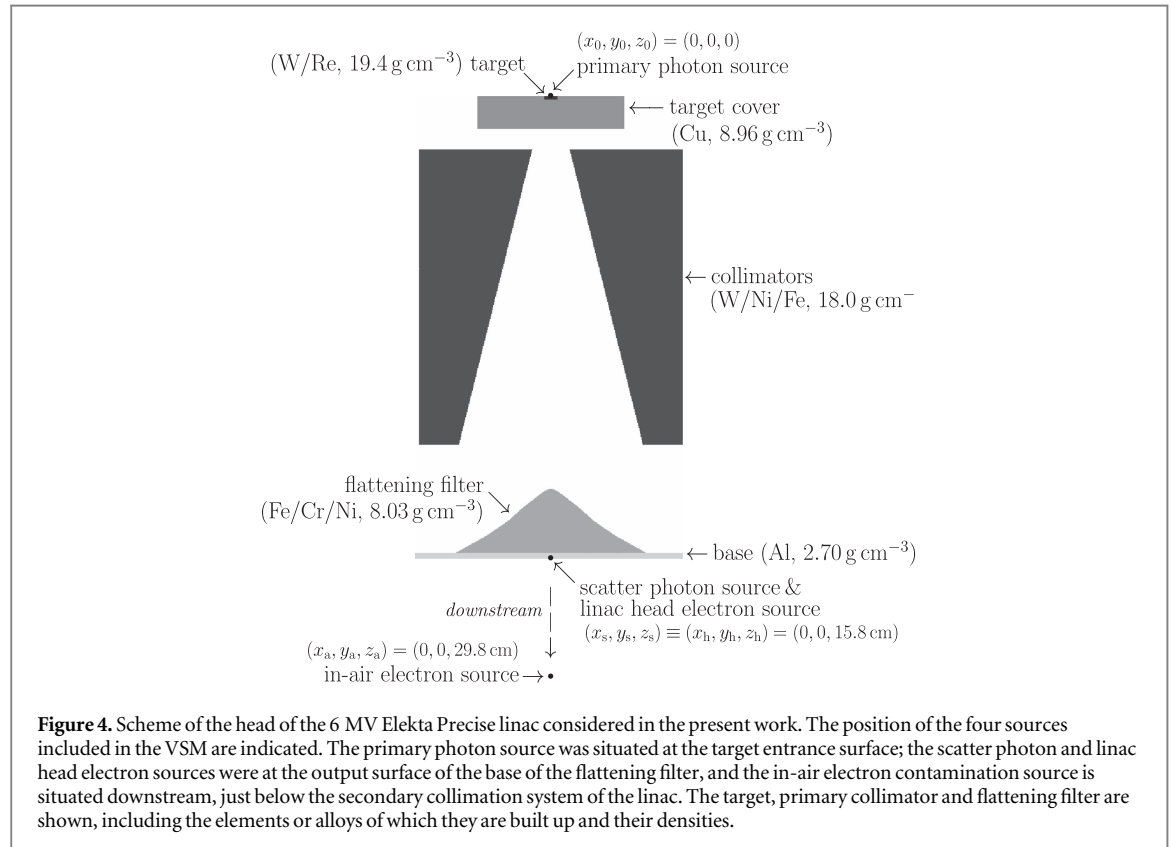 (x₀, y₀, z₀) = (0, 0, 0)
(W/Re, 19.4 g cm⁻³) target
primary photon source
target cover
(Cu, 8.96 g cm⁻³)
collimators
(W/Ni/Fe, 18.0 g cm⁻
flattening filter
(Fe/Cr/Ni, 8.03 g cm⁻³)
base (Al, 2.70 g cm⁻³)
scatter photon source &
linac head electron source
(xₛ, yₛ, zₛ) ≡ (xₕ, yₕ, zₕ) = (0, 0, 15.8 cm)
downstream
(xₐ, yₐ, zₐ) = (0, 0, 29.8 cm)
in-air electron source
Figure 4. Scheme of the head of the 6 MV Elekta Precise linac considered in the present work. The position of the four sources
included in the VSM are indicated. The primary photon source was situated at the target entrance surface; the scatter photon and linac
head electron sources were at the output surface of the base of the flattening filter, and the in-air electron contamination source is
situated downstream, just below the secondary collimation system of the linac. The target, primary collimator and flattening filter are
shown, including the elements or alloys of which they are built up and their densities.